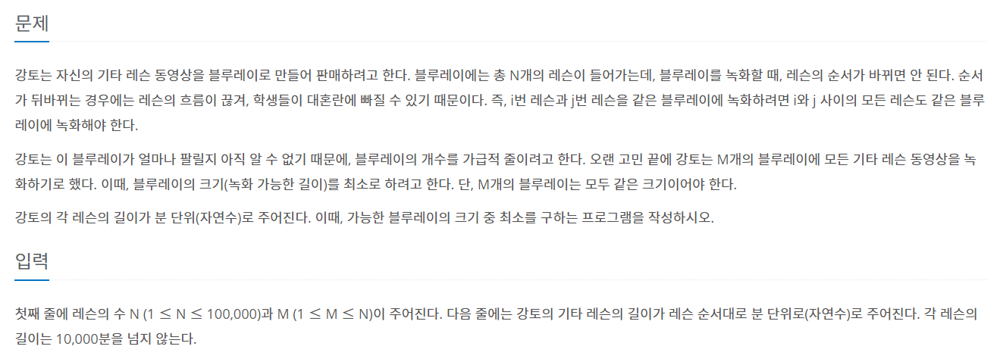 문제
강토는 자신의 기타 레슨 동영상을 블루레이로 만들어 판매하려고 한다. 블루레이에는 총 N개의 레슨이 들어가는데, 블루레이를 녹화할 때, 레슨의 순서가 바뀌면 안 된다. 순서
가 뒤바뀌는 경우에는 레슨의 흐름이 끊겨, 학생들이 대혼란에 빠질 수 있기 때문이다. 즉, i번 레슨과 j번 레슨을 같은 블루레이에 녹화하려면 i와 j 사이의 모든 레슨도 같은 블루
레이에 녹화해야 한다.
강토는 이 블루레이가 얼마나 팔릴지 아직 알 수 없기 때문에, 블루레이의 개수를 가급적 줄이려고 한다. 오랜 고민 끝에 강토는 M개의 블루레이에 모든 기타 레슨 동영상을 녹
화하기로 했다. 이때, 블루레이의 크기(녹화 가능한 길이)를 최소로 하려고 한다. 단, M개의 블루레이는 모두 같은 크기이어야 한다.
강토의 각 레슨의 길이가 분 단위(자연수)로 주어진다. 이때, 가능한 블루레이의 크기 중 최소를 구하는 프로그램을 작성하시오.
입력
첫째 줄에 레슨의 수 N (1 ≤ N ≤ 100,000)과 M (1 ≤ M ≤ N)이 주어진다. 다음 줄에는 강토의 기타 레슨의 길이가 레슨 순서대로 분 단위로(자연수)로 주어진다. 각 레슨의
길이는 10,000분을 넘지 않는다.